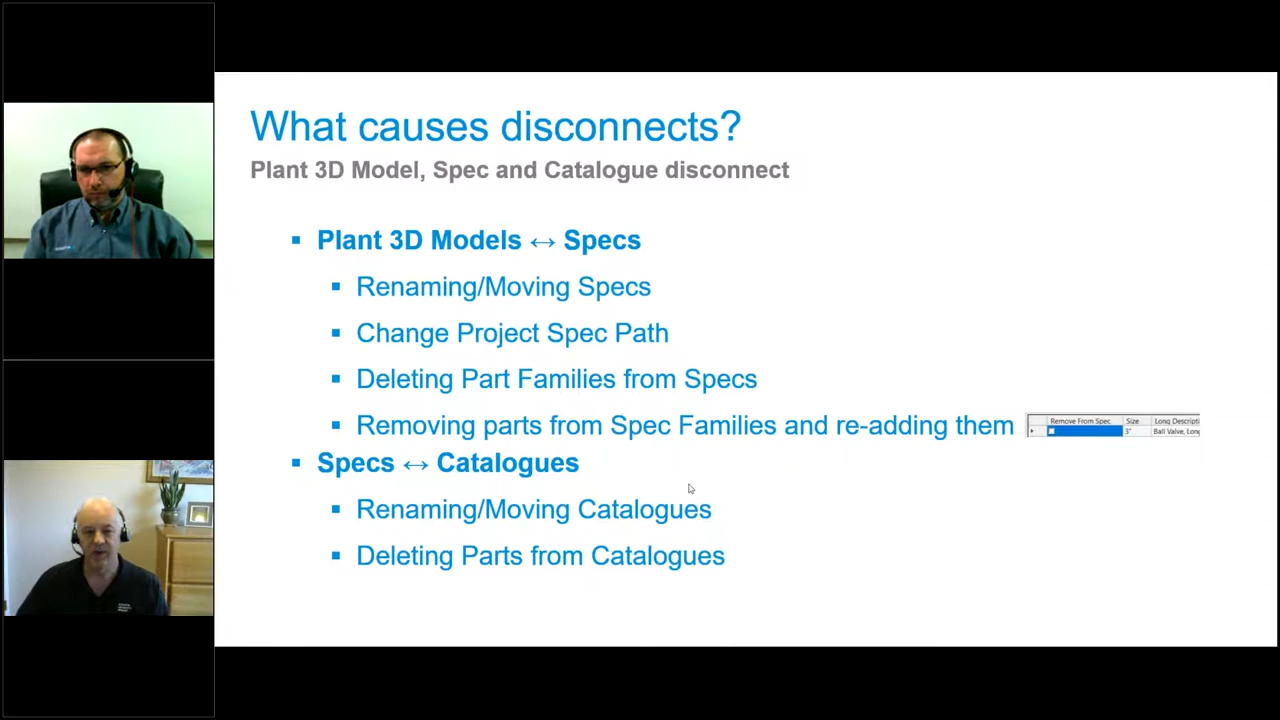 What causes disconnects?
Plant 3D Model, Spec and Catalogue disconnect
▪ Plant 3D Models ↔ Specs
▪ Renaming/Moving Specs
▪ Change Project Spec Path
▪ Deleting Part Families from Specs
▪ Removing parts from Spec Families and re-adding them
Remove From Spec Size Long Descripti
3" Ball Valve, Long
▪ Specs ↔ Catalogues
▪ Renaming/Moving Catalogues
▪ Deleting Parts from Catalogues